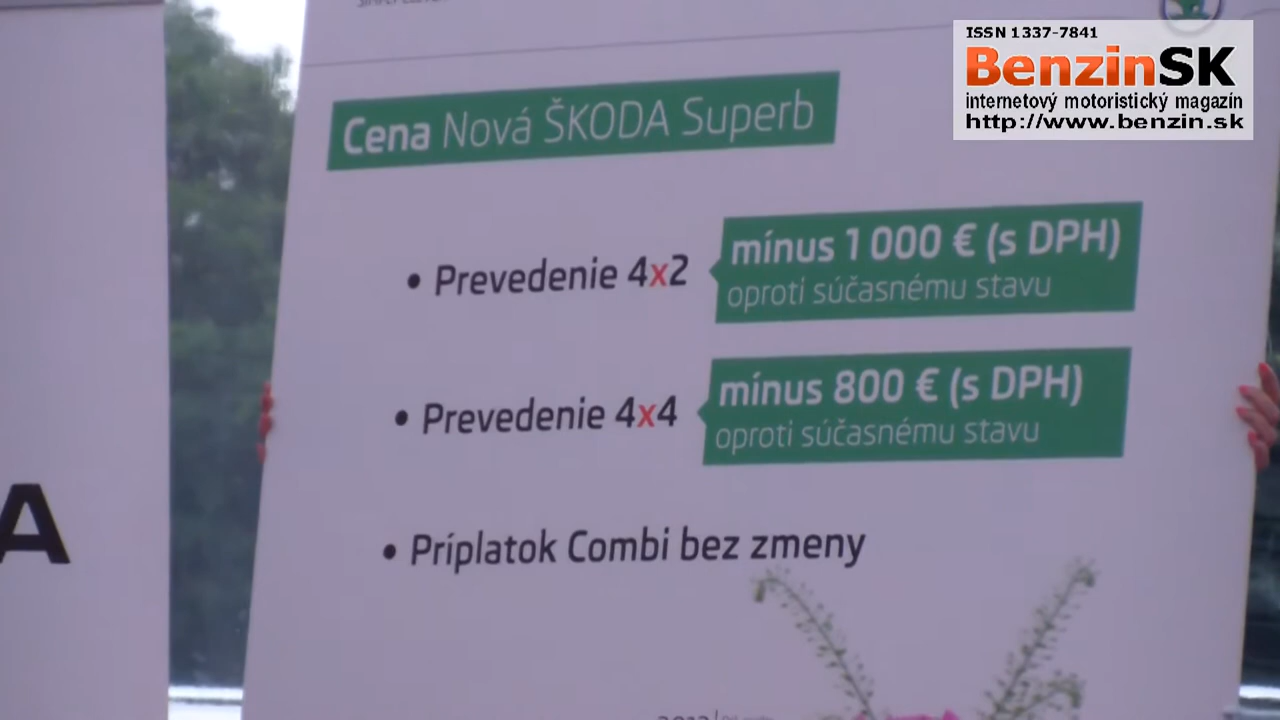 ISSN 1337-7841
BenzinSK
internetový motoristický magazín
http://www.benzin.sk
Cena Nová ŠKODA Superb
• Prevedenie 4x2
mínus 1 000 € (s DPH)
oproti súčasnému stavu
• Prevedenie 4x4
mínus 800 € (s DPH)
oproti súčasnému stavu
• Príplatok Combi bez zmeny
A